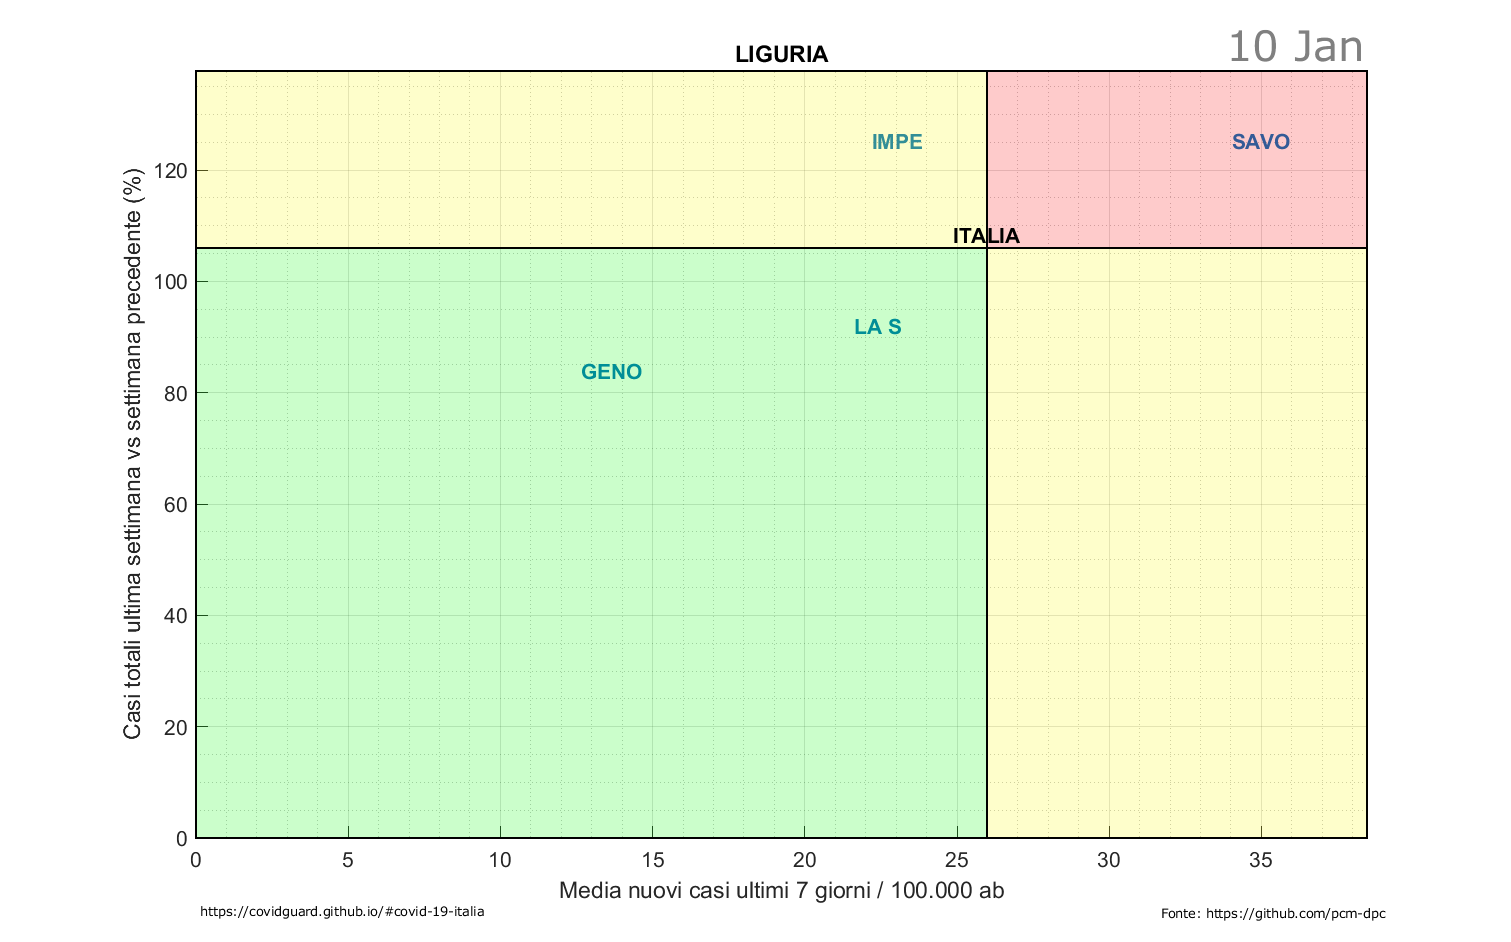 10 Jan
LIGURIA
IMPE
SAVO
ITALIA
LA S
GENO
Casi totali ultima settimana vs settimana precedente (%)
120
100
80
60
40
20
0
0 5 10 15 20 25 30 35
Media nuovi casi ultimi 7 giorni / 100.000 ab
https://covidguard.github.io/#covid-19-italia
Fonte: https://github.com/pcm-dpc